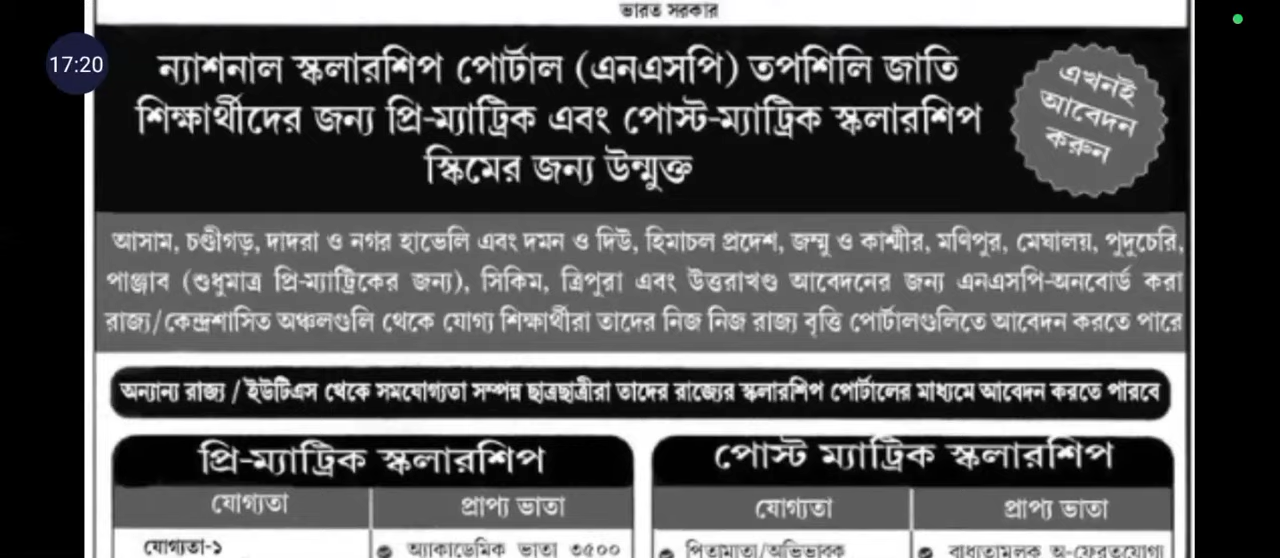 ভারত সরকার
17:20
ন্যাশনাল স্কলারশিপ পোর্টাল (এনএসপি) তপশিলি জাতি
শিক্ষার্থীদের জন্য প্রি-ম্যাট্রিক এবং পোস্ট-ম্যাট্রিক স্কলারশিপ
স্কিমের জন্য উন্মুক্ত
এখনই
আবেদন
করুন
আসাম, চণ্ডীগড়, দাদরা ও নগর হাভেলি এবং দমন ও দিউ, হিমাচল প্রদেশ, জম্মু ও কাশ্মীর, মণিপুর, মেঘালয়, পুদুচেরি,
পাঞ্জাব (শুধুমাত্র প্রি-ম্যাট্রিকের জন্য), সিকিম, ত্রিপুরা এবং উত্তরাখণ্ড আবেদনের জন্য এনএসপি-অনবোর্ড করা
রাজ্য/কেন্দ্রশাসিত অঞ্চলগুলি থেকে যোগ্য শিক্ষার্থীরা তাদের নিজ নিজ রাজ্য বৃত্তি পোর্টালগুলিতে আবেদন করতে পারে
অন্যান্য রাজ্য / ইউটিএস থেকে সমযোগ্যতা সম্পন্ন ছাত্রছাত্রীরা তাদের রাজ্যের স্কলারশিপ পোর্টালের মাধ্যমে আবেদন করতে পারবে
প্রি-ম্যাট্রিক স্কলারশিপ
যোগ্যতা
প্রাপ্য ভাতা
যোগ্যতা-১
অ্যাকাডেমিক ভাতা ৩৫০০
পোস্ট ম্যাট্রিক স্কলারশিপ
যোগ্যতা
প্রাপ্য ভাতা
পিতামাতা/অভিভাবক
বাধ্যতামূলক অ-ফেরতযোগ্য